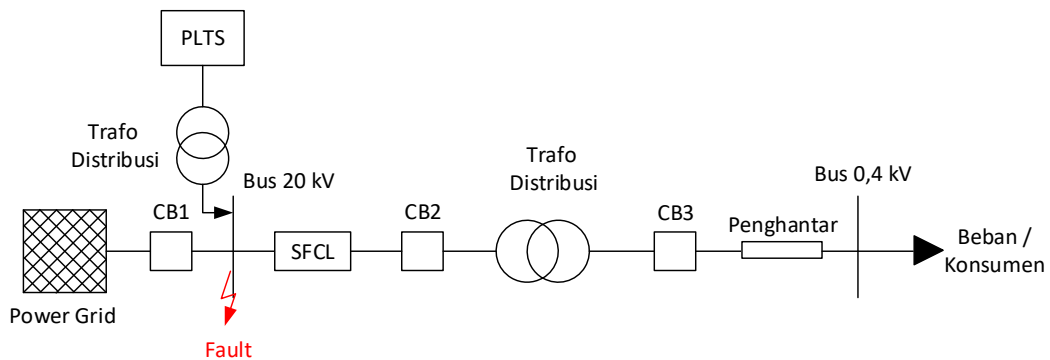 PLTS
Trafo
Distribusi
Bus 20 kV
Trafo
Distribusi
Bus 0,4 kV
CB1
CB2
CB3
Penghantar
SFCL
Beban /
Konsumen
Power Grid
Fault